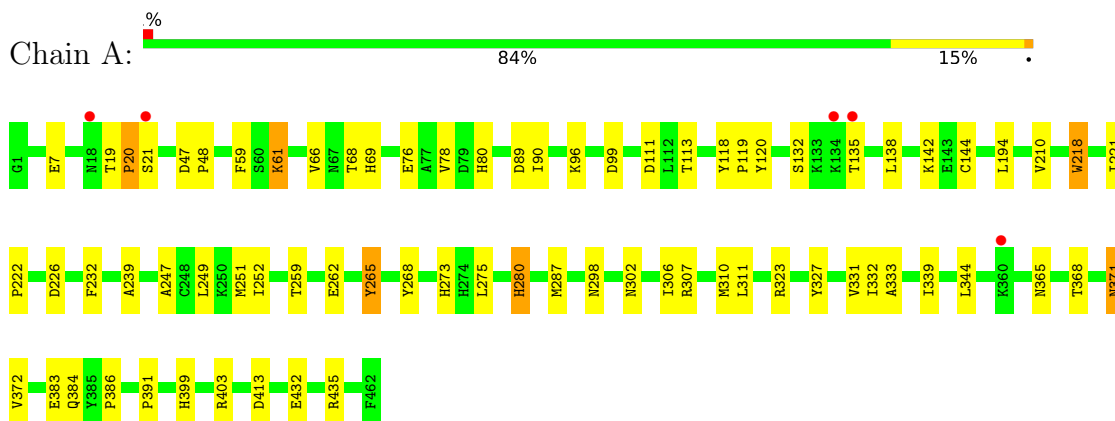 .%
Chain A:
84% 15% .
G1 E7 N18 T19 P20 S21 D47 P48 F59 S60 K61 V66 N67 T68 H69 E76 A77 V78 D79 H80 D89 I90 K96 D99 D111 L112 T113 Y118 P119 Y120 S132 K133 K134 T135 L138 K142 E143 C144 L194 V210 W218
P222 D226 F232 A239 A247 C248 L249 K250 M251 I252 T259 E262 Y265 Y268 H273 H274 L275 H280 M287 N298 N302 I306 R307 M310 L311 R323 Y327 V331 I332 A333 I339 L344 K360 N365 T368 N371
V372 E383 Q384 Y385 P386 P391 H399 R403 D413 E432 R435 F462